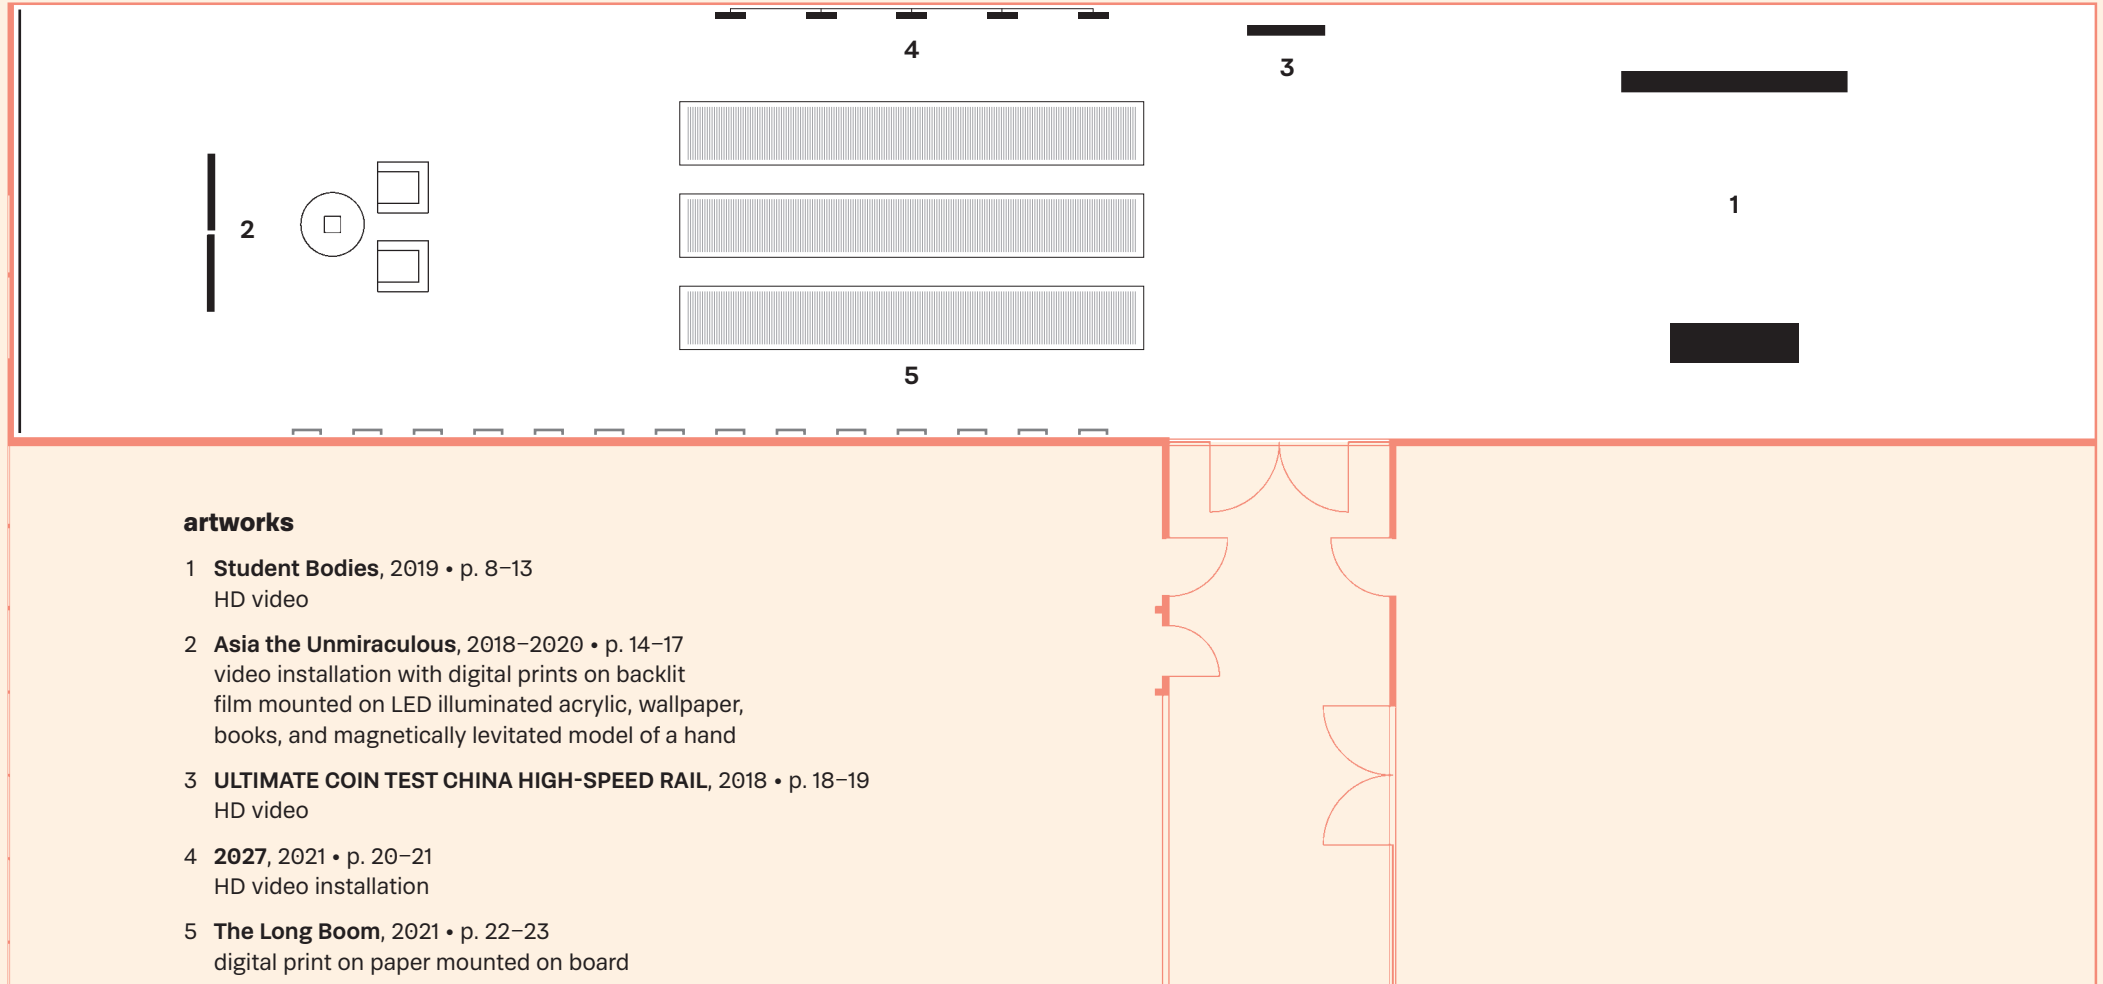 4
3
1
2
5
artworks
1 Student Bodies, 2019 • p. 8–13
HD video
2 Asia the Unmiraculous, 2018–2020 • p. 14–17
video installation with digital prints on backlit
film mounted on LED illuminated acrylic, wallpaper,
books, and magnetically levitated model of a hand
3 ULTIMATE COIN TEST CHINA HIGH-SPEED RAIL, 2018 • p. 18–19
HD video
4 2027, 2021 • p. 20–21
HD video installation
5 The Long Boom, 2021 • p. 22–23
digital print on paper mounted on board